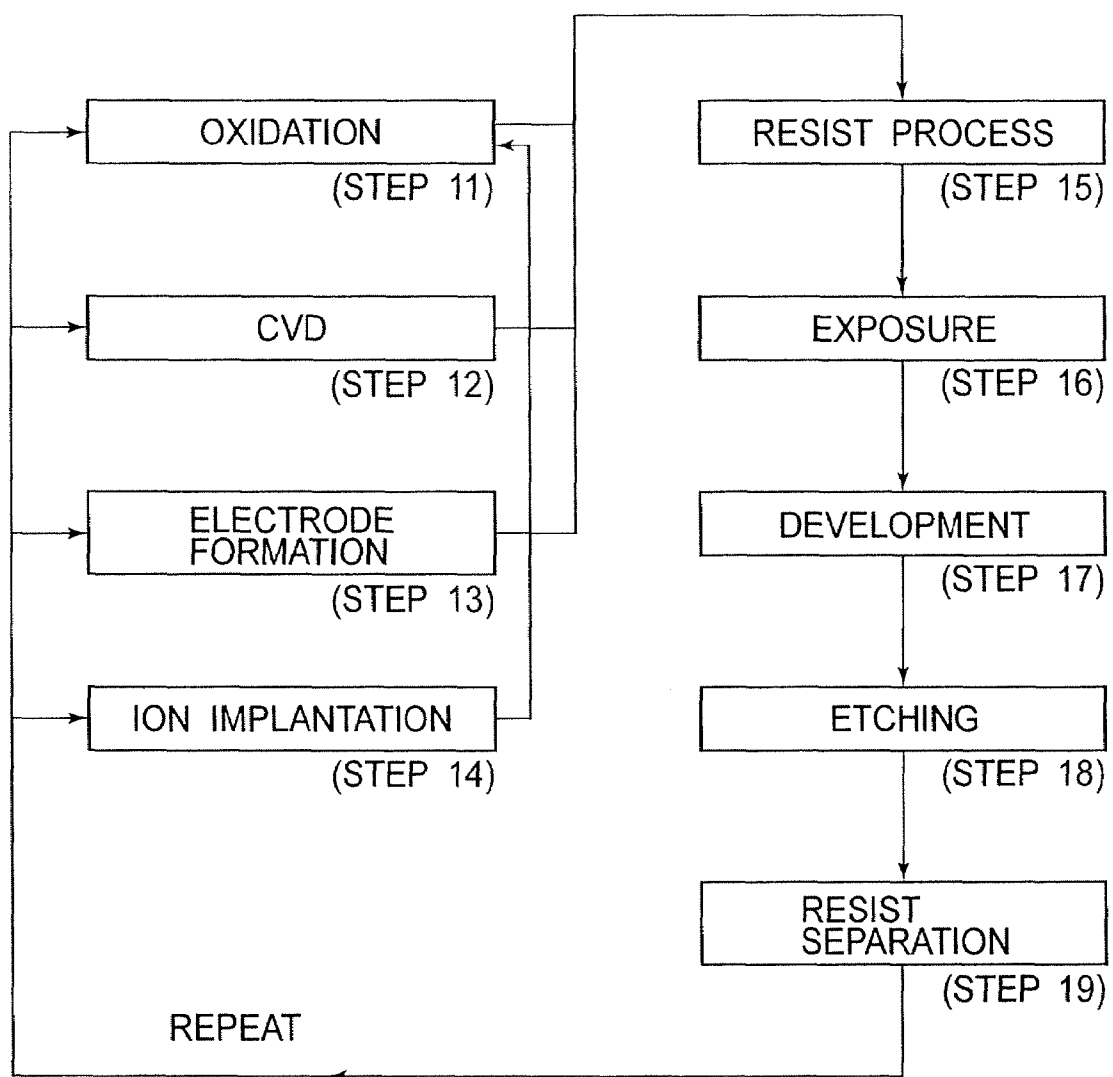 OXIDATION
(STEP 11)
CVD
(STEP 12)
ELECTRODE
FORMATION
(STEP 13)
ION IMPLANTATION
(STEP 14)
RESIST PROCESS
(STEP 15)
EXPOSURE
(STEP 16)
DEVELOPMENT
(STEP 17)
ETCHING
(STEP 18)
RESIST
SEPARATION
(STEP 19)
REPEAT